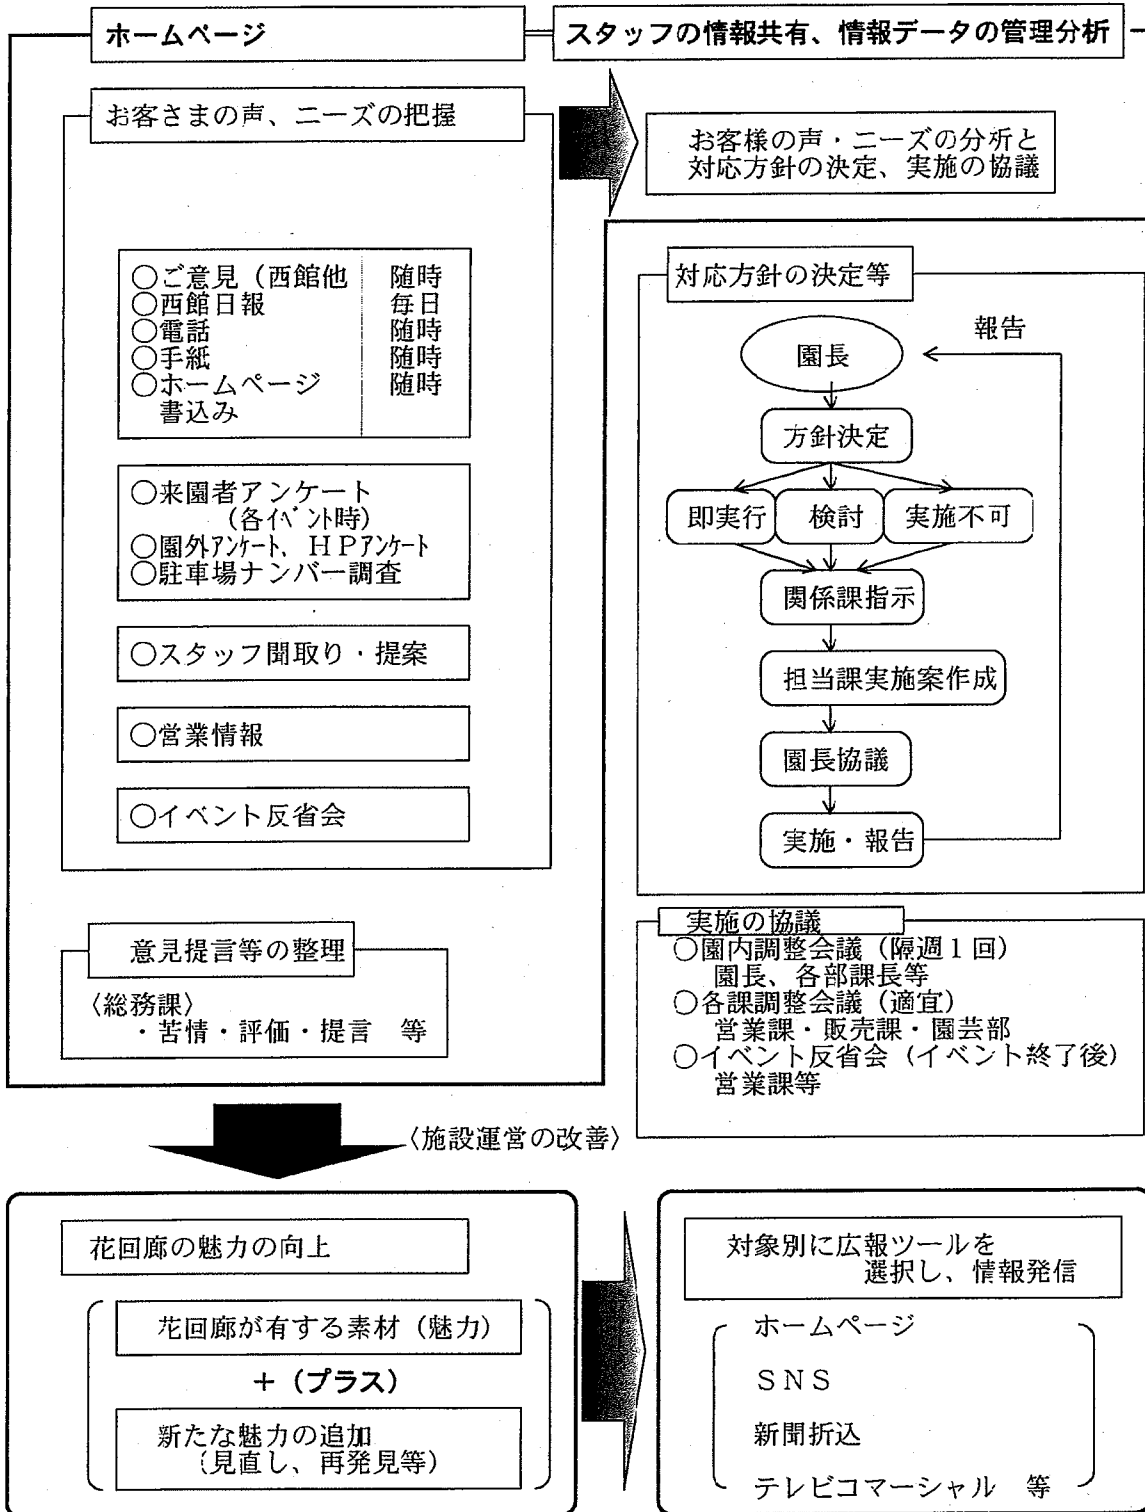 ホームページ
スタッフの情報共有、情報データの管理分析
お客さまの声、ニーズの把握
お客様の声・ニーズの分析と
対応方針の決定、実施の協議
○ご意見（西館他 随時
○西館日報 毎日
○電話 随時
○手紙 随時
○ホームページ 随時
書込み
○来園者アンケート
（各ｲﾍﾞﾝﾄ時）
○園外ｱﾝｹｰﾄ、ＨＰｱﾝｹｰﾄ
○駐車場ナンバー調査
○スタッフ聞取り・提案
○営業情報
○イベント反省会
意見提言等の整理
〈総務課〉
・苦情・評価・提言 等
対応方針の決定等
報告
園長
方針決定
即実行 検討 実施不可
関係課指示
担当課実施案作成
園長協議
実施・報告
実施の協議
○園内調整会議（隔週１回）
園長、各部課長等
○各課調整会議（適宜）
営業課・販売課・園芸部
○イベント反省会（イベント終了後）
営業課等
〈施設運営の改善〉
花回廊の魅力の向上
花回廊が有する素材（魅力）
＋（プラス）
新たな魅力の追加
（見直し、再発見等）
対象別に広報ツールを
選択し、情報発信
ホームページ
ＳＮＳ
新聞折込
テレビコマーシャル 等